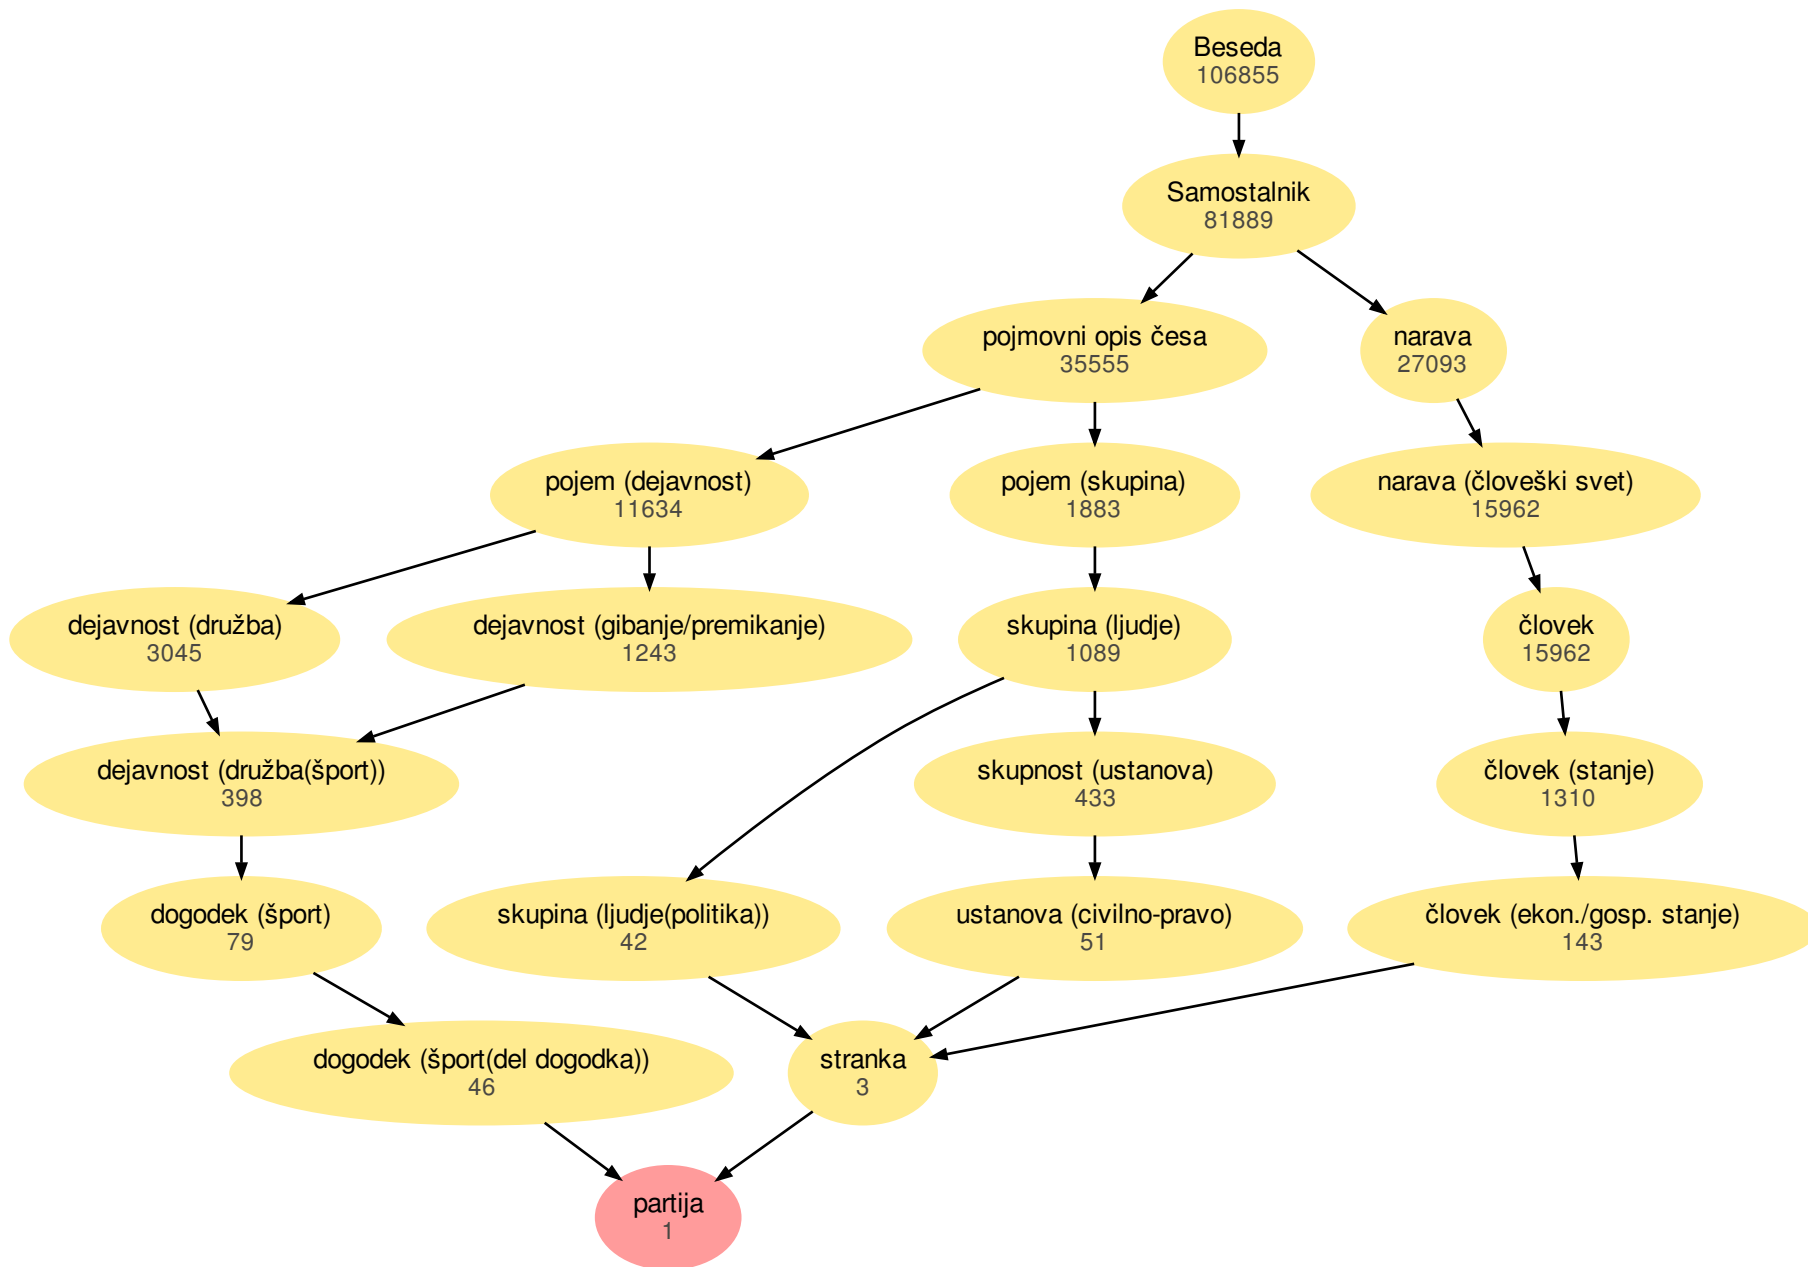 Beseda
106855
Samostalnik
81889
pojmovni opis česa
35555
narava
27093
pojem (dejavnost)
11634
pojem (skupina)
1883
narava (človeški svet)
15962
dejavnost (družba)
3045
dejavnost (gibanje/premikanje)
1243
skupina (ljudje)
1089
človek
15962
dejavnost (družba(šport))
398
skupnost (ustanova)
433
človek (stanje)
1310
dogodek (šport)
79
skupina (ljudje(politika))
42
ustanova (civilno-pravo)
51
človek (ekon./gosp. stanje)
143
dogodek (šport(del dogodka))
46
stranka
3
partija
1